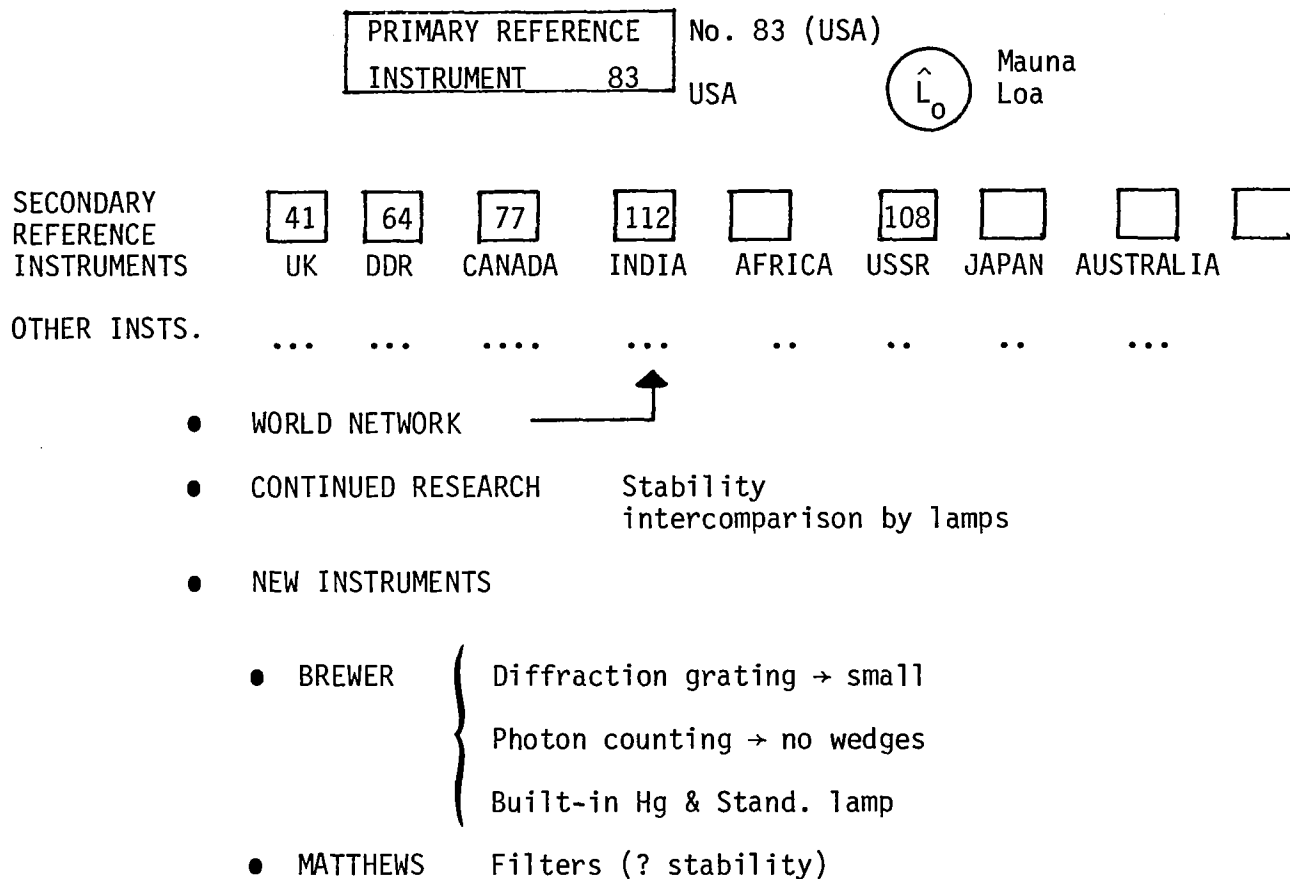 PRIMARY REFERENCE No. 83 (USA)
INSTRUMENT 83 USA
L̂o Mauna Loa
SECONDARY
REFERENCE
INSTRUMENTS
41 64 77 112 108
UK DDR CANADA INDIA AFRICA USSR JAPAN AUSTRALIA
OTHER INSTS. ... ... .... ... .. .. .. ...
● WORLD NETWORK
● CONTINUED RESEARCH Stability
intercomparison by lamps
● NEW INSTRUMENTS
● BREWER Diffraction grating → small
Photon counting → no wedges
Built-in Hg & Stand. lamp
● MATTHEWS Filters (? stability)